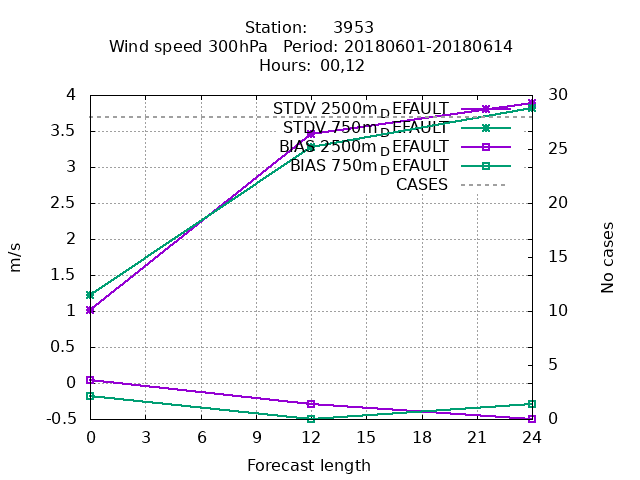 Station: 3953
Wind speed 300hPa Period: 20180601-20180614
Hours: 00,12
4
3.5
3
2.5
2
1.5
1
0.5
0
-0.5
m/s
STDV 2500m_DEFAULT
STDV 750m_DEFAULT
BIAS 2500m_DEFAULT
BIAS 750m_DEFAULT
CASES
30
25
20
15
10
5
0
No cases
0 3 6 9 12 15 18 21 24
Forecast length